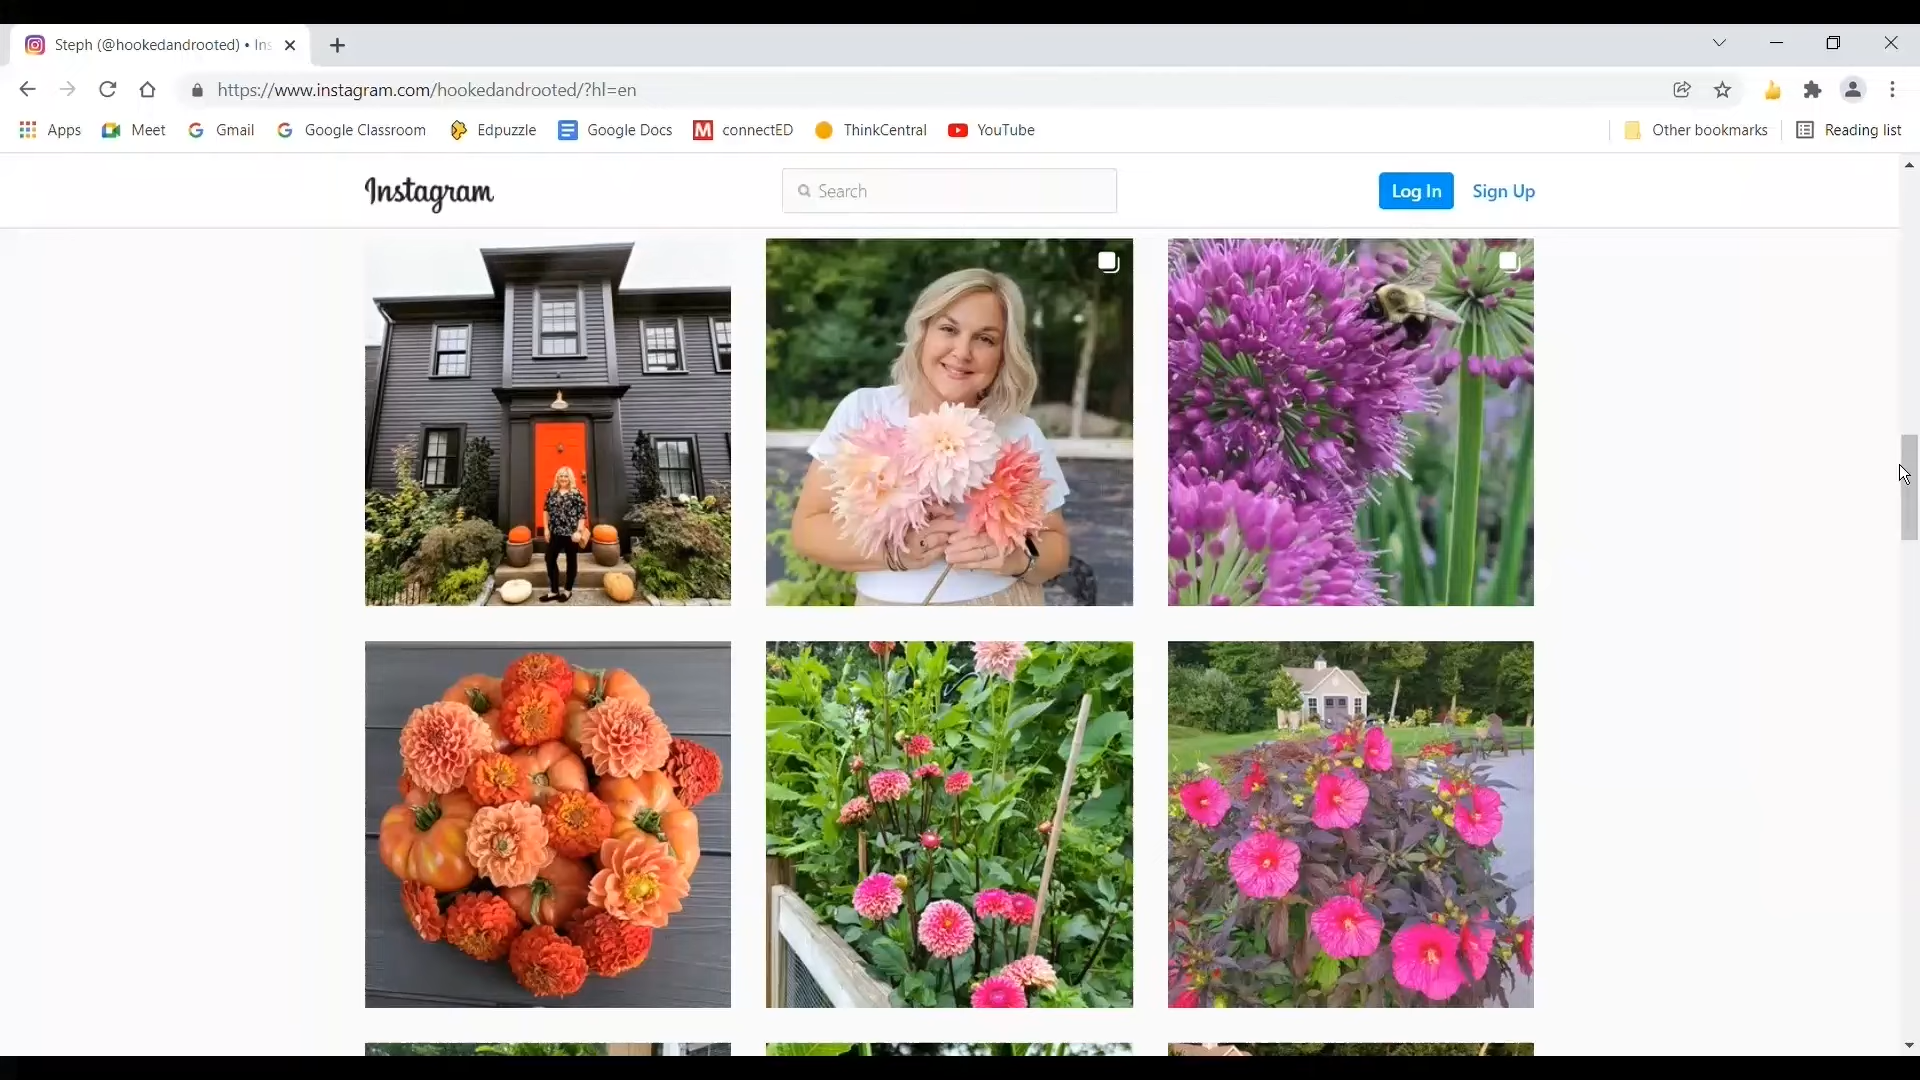 Steph (@hookedandrooted) • Ins
https://www.instagram.com/hookedandrooted/?hl=en
Apps Meet Gmail Google Classroom Edpuzzle Google Docs connectED ThinkCentral YouTube Other bookmarks Reading list
Instagram Search Log In Sign Up